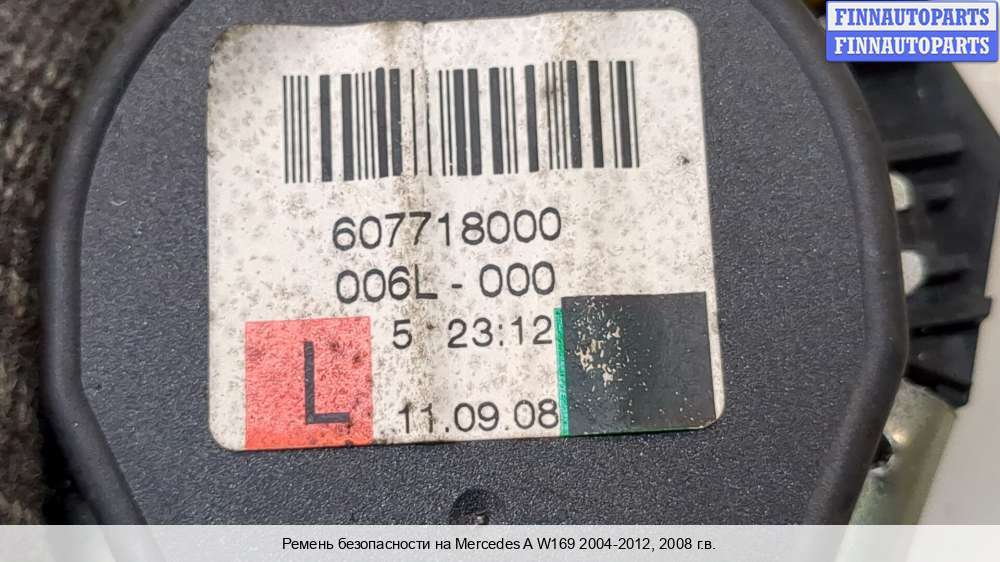 FINNAUTOPARTS
FINNAUTOPARTS
607718000
006L - 000
5 23:12
L
11.09.08
Ремень безопасности на Mercedes A W169 2004-2012, 2008 г.в.